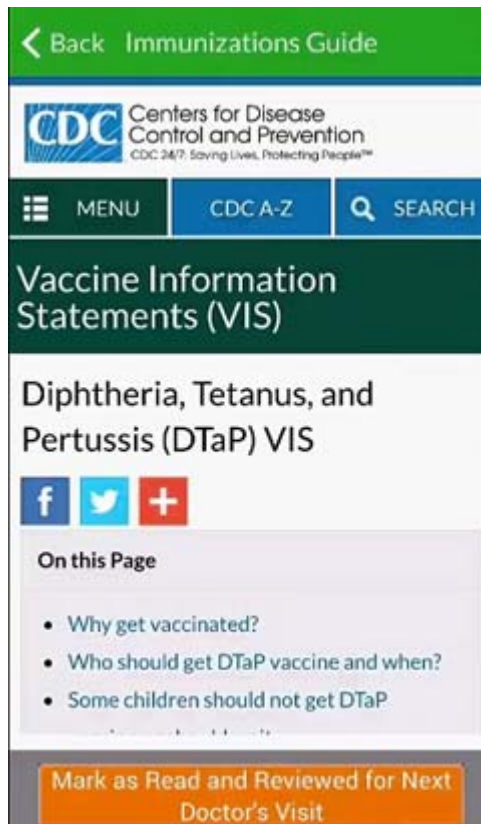 Back Immunizations Guide
CDC
Centers for Disease
Control and Prevention
CDC 24/7: Saving Lives, Protecting People™
MENU
CDC A-Z
SEARCH
Vaccine Information
Statements (VIS)
Diphtheria, Tetanus, and
Pertussis (DTaP) VIS
On this Page
• Why get vaccinated?
• Who should get DTaP vaccine and when?
• Some children should not get DTaP
Mark as Read and Reviewed for Next
Doctor's Visit